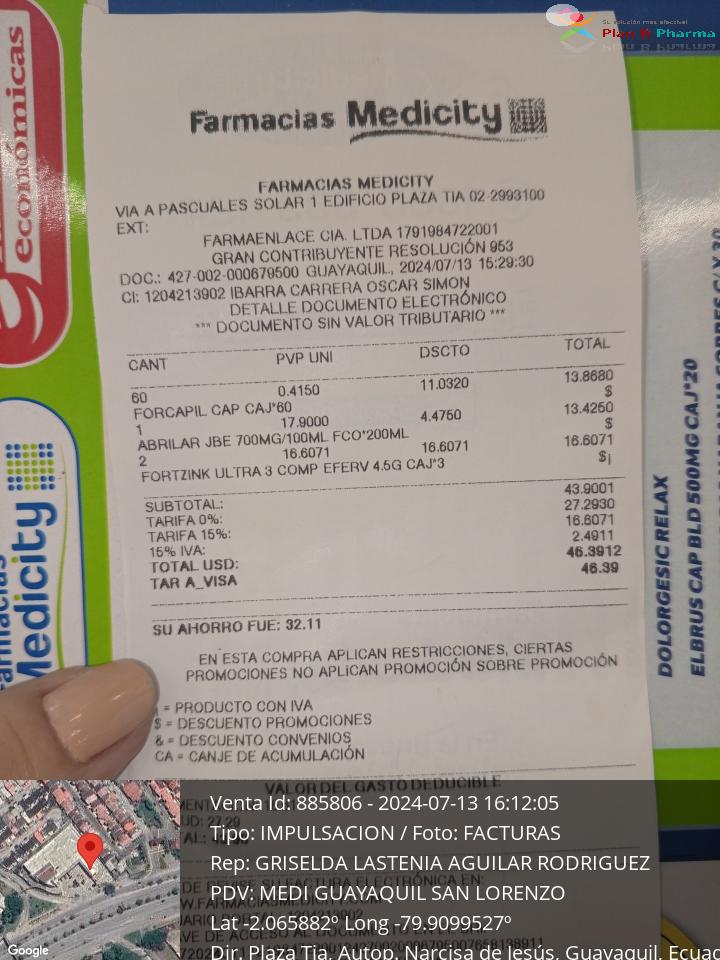 Su solución más efectiva!
Plan B Pharma
económicas
Farmacias Medicity
FARMACIAS MEDICITY
VIA A PASCUALES SOLAR 1 EDIFICIO PLAZA TIA 02-2993100
EXT:
FARMAENLACE CIA. LTDA 1791984722001
GRAN CONTRIBUYENTE RESOLUCIÓN 953
DOC.: 427-002-000679500 GUAYAQUIL, 2024/07/13 15:29:30
CI: 1204213902 IBARRA CARRERA OSCAR SIMON
DETALLE DOCUMENTO ELECTRÓNICO
*** DOCUMENTO SIN VALOR TRIBUTARIO ***
CANT PVP UNI DSCTO TOTAL
60 0.4150 11.0320 13.8680
FORCAPIL CAP CAJ*60 $
1 17.9000 4.4750 13.4250
ABRILAR JBE 700MG/100ML FCO*200ML $
2 16.6071 16.6071 16.6071
FORTZINK ULTRA 3 COMP EFERV 4.5G CAJ*3 $¡
SUBTOTAL: 43.9001
TARIFA 0%: 27.2930
TARIFA 15%: 16.6071
15% IVA: 2.4911
TOTAL USD: 46.3912
TAR A_VISA 46.39
SU AHORRO FUE: 32.11
EN ESTA COMPRA APLICAN RESTRICCIONES, CIERTAS
PROMOCIONES NO APLICAN PROMOCIÓN SOBRE PROMOCIÓN
= PRODUCTO CON IVA
$ = DESCUENTO PROMOCIONES
& = DESCUENTO CONVENIOS
CA = CANJE DE ACUMULACIÓN
VALOR DEL GASTO DEDUCIBLE
Medicity
DOLORGESIC RELAX
ELBRUS CAP BLD 500MG CAJ*20
Venta Id: 885806 - 2024-07-13 16:12:05
Tipo: IMPULSACION / Foto: FACTURAS
Rep: GRISELDA LASTENIA AGUILAR RODRIGUEZ
PDV: MEDIGUAYAQUIL SAN LORENZO
Lat -2.065882° Long -79.9099527°
Dir. Plaza Tia, Autop. Narcisa de Jesús, Guayaquil, Ecuad
Google